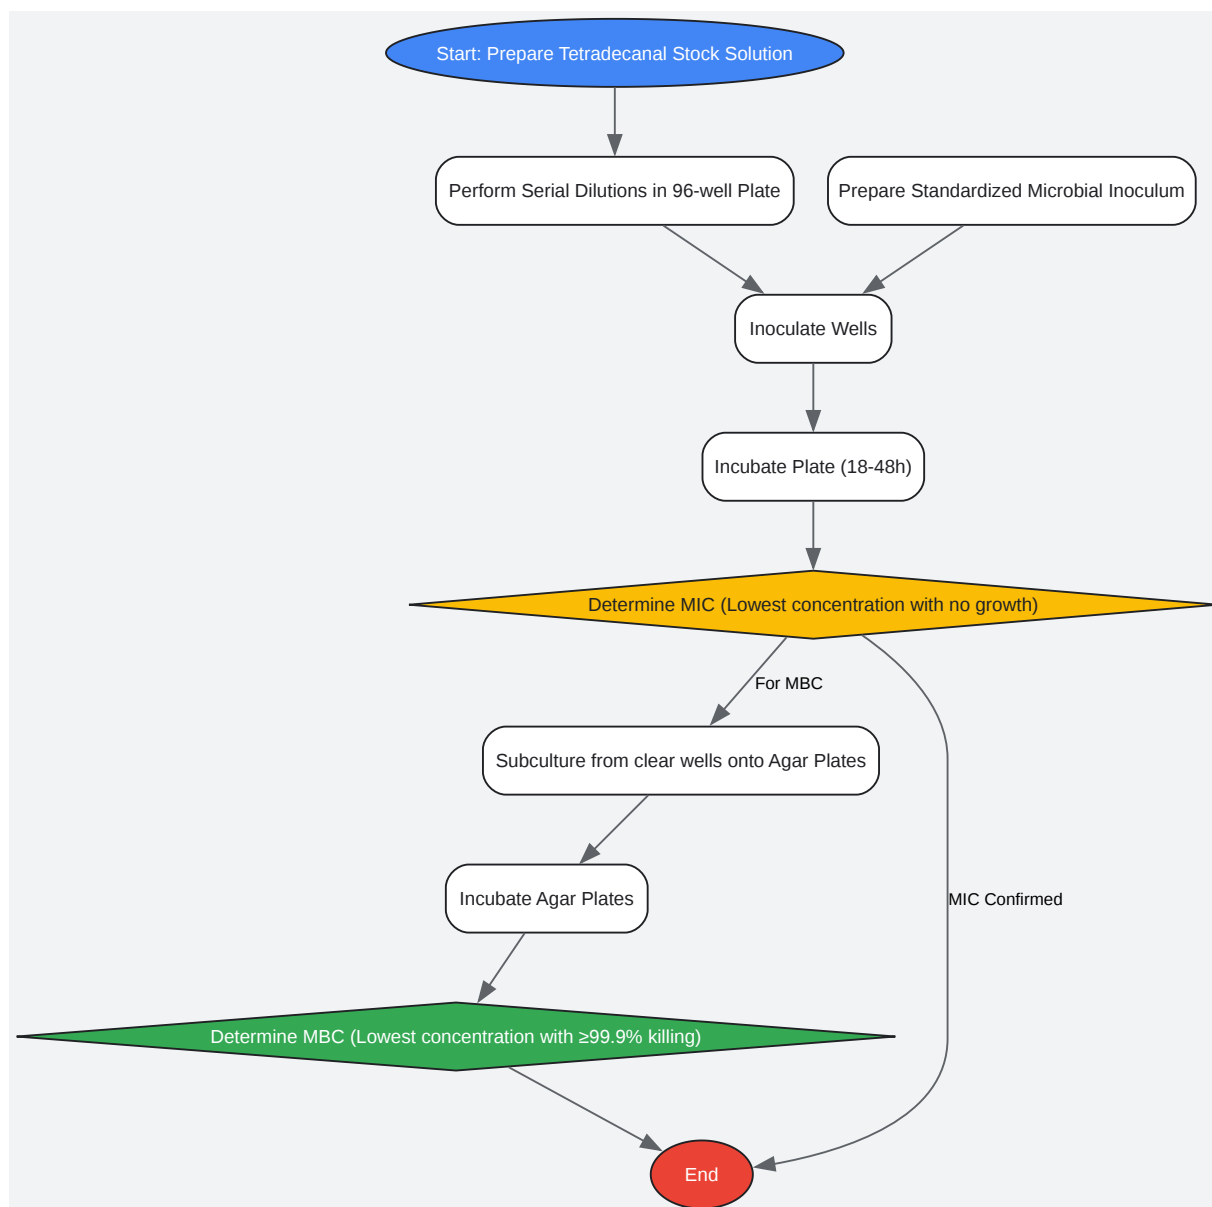 Start: Prepare Tetradecanal Stock Solution
Perform Serial Dilutions in 96-well Plate
Prepare Standardized Microbial Inoculum
Inoculate Wells
Incubate Plate (18-48h)
Determine MIC (Lowest concentration with no growth)
For MBC
Subculture from clear wells onto Agar Plates
Incubate Agar Plates
MIC Confirmed
Determine MBC (Lowest concentration with ≥99.9% killing)
End